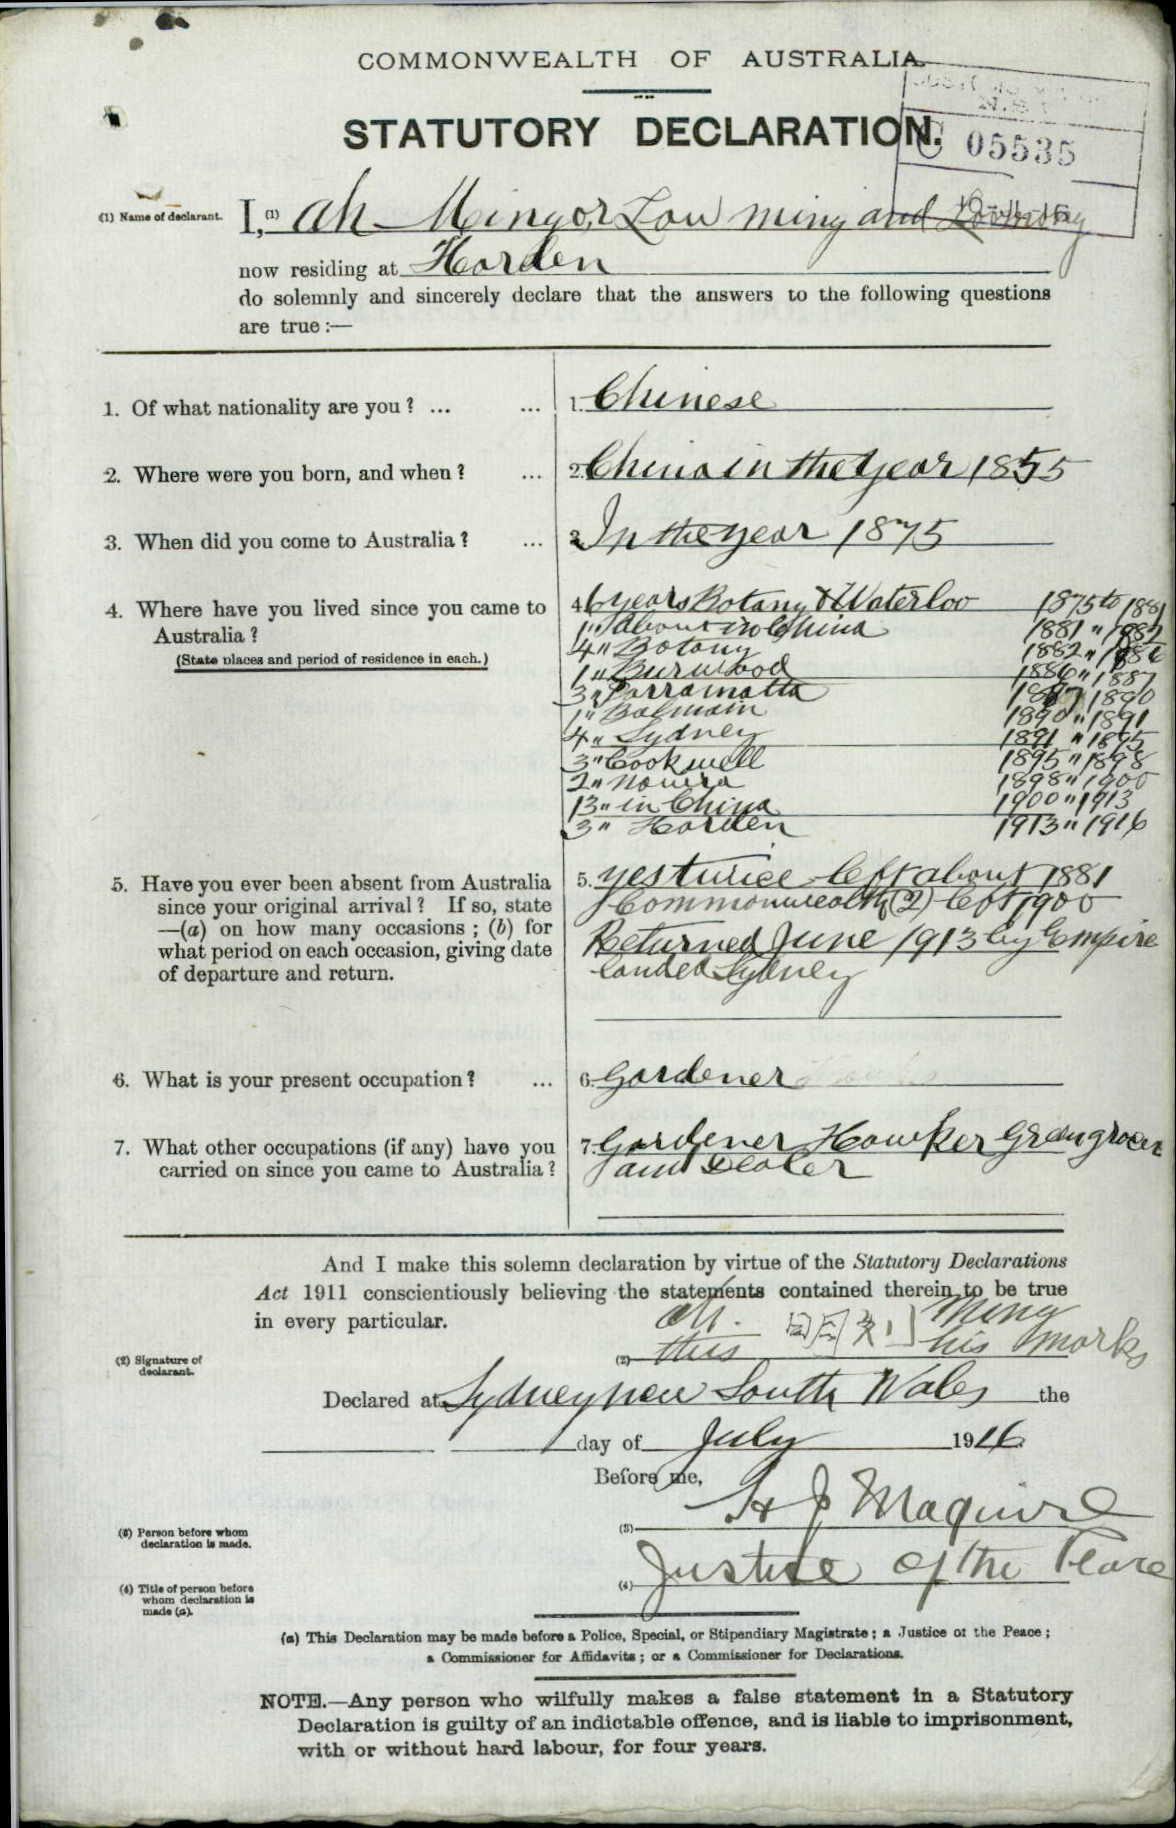 COMMONWEALTH OF AUSTRALIA.
STATUTORY DECLARATION.
N.S.W.
C 05535
(1) Name of declarant.
I, (1) Ah Ming or Low Ming and
now residing at Harden
do solemnly and sincerely declare that the answers to the following questions
are true :—
1. Of what nationality are you ? ... ... 1. Chinese
2. Where were you born, and when ? ... 2. China in the year 1855
3. When did you come to Australia ? ... 3. In the year 1875
4. Where have you lived since you came to
Australia ?
(State places and period of residence in each.)
4. 6 years Botany & Waterloo 1875 to 1881
1 " about in China 1881 " 1882
4 " Botany 1882 " 1886
1 " Burwood 1886 " 1887
3 " Parramatta 1887 1890
1 " Balmain 1890 " 1891
4 " Sydney 1891 " 1895
3 " Cookwell 1895 " 1898
2 " Nowra 1898 " 1900
13 " in China 1900 " 1913
3 " Harden 1913 " 1916
5. Have you ever been absent from Australia
since your original arrival ? If so, state
—(a) on how many occasions ; (b) for
what period on each occasion, giving date
of departure and return.
5. yes twice left about 1881
Commonwealth (2) left 1900
Returned June 1913 by Empire
landed Sydney
6. What is your present occupation ? ... 6. Gardener
7. What other occupations (if any) have you
carried on since you came to Australia ?
7. Gardener Hawker Greengrocer
and Dealer
And I make this solemn declaration by virtue of the Statutory Declarations
Act 1911 conscientiously believing the statements contained therein to be true
in every particular.
Ah. Ming
(2) Signature of
declarant.
(2) this his marks
Declared at Sydney New South Wales the
day of July 1916
Before me,
(3) Person before whom
declaration is made.
(3) H J Maguire
(4) Title of person before
whom declaration is
made (a).
(4) Justice of the Peace
(a) This Declaration may be made before a Police, Special, or Stipendiary Magistrate ; a Justice of the Peace ;
a Commissioner for Affidavits ; or a Commissioner for Declarations.
NOTE.—Any person who wilfully makes a false statement in a Statutory
Declaration is guilty of an indictable offence, and is liable to imprisonment,
with or without hard labour, for four years.